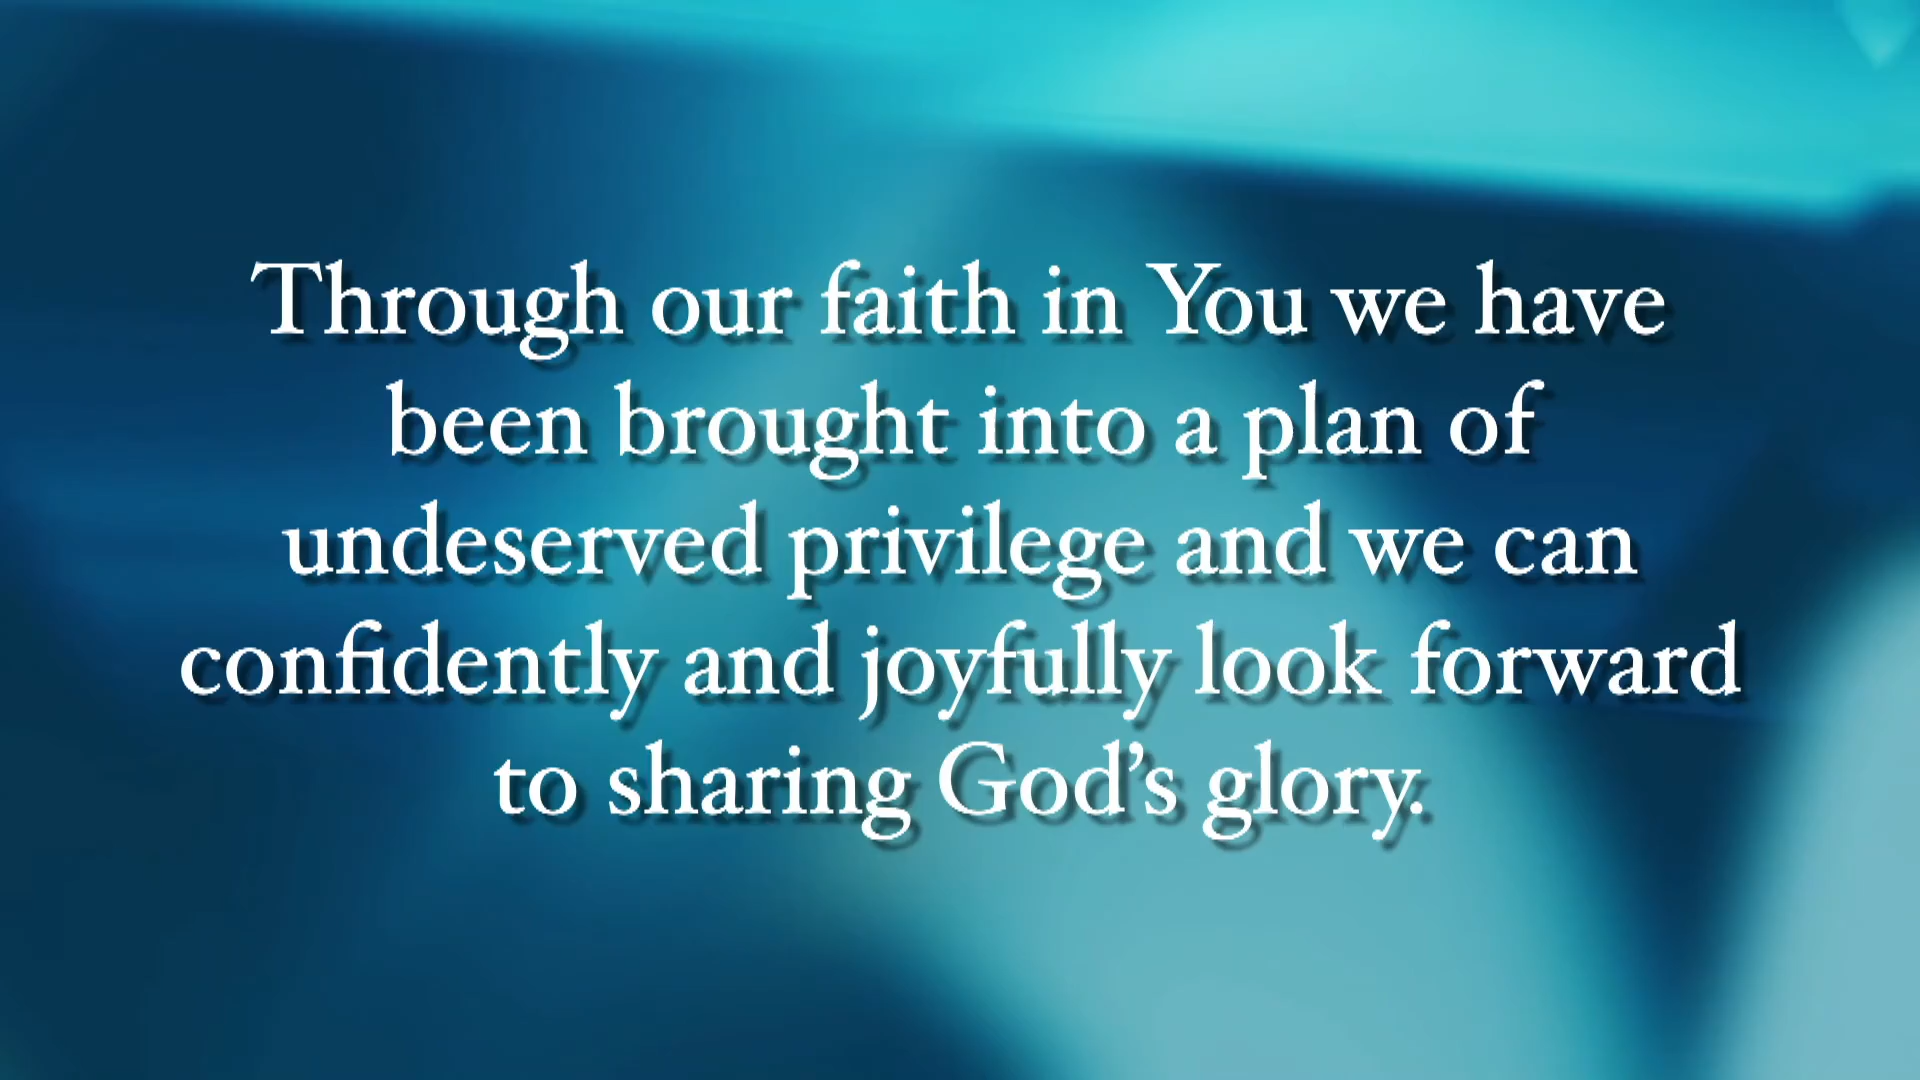 Through our faith in You we have
been brought into a plan of
undeserved privilege and we can
confidently and joyfully look forward
to sharing God’s glory.